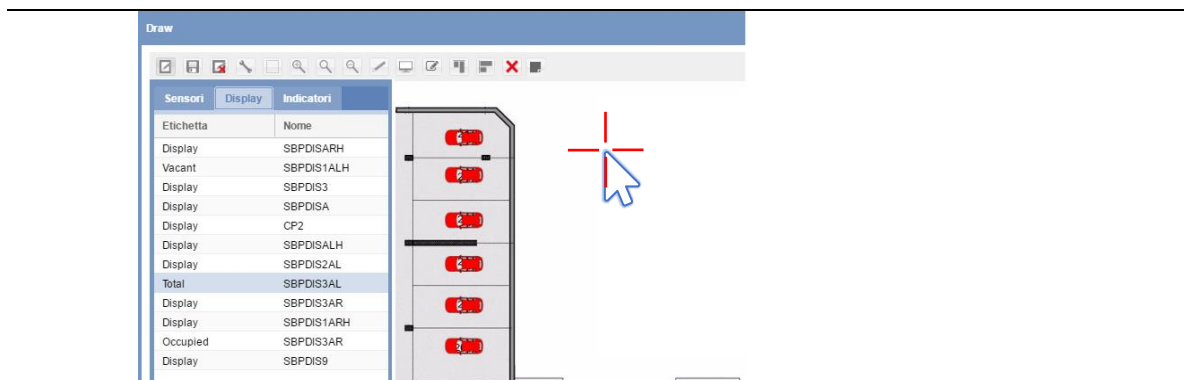 Draw
Sensori Display Indicatori
Etichetta Nome
Display SBPDISARH
Vacant SBPDIS1ALH
Display SBPDIS3
Display SBPDISA
Display CP2
Display SBPDISALH
Display SBPDIS2AL
Total SBPDIS3AL
Display SBPDIS3AR
Display SBPDIS1ARH
Occupied SBPDIS3AR
Display SBPDIS9